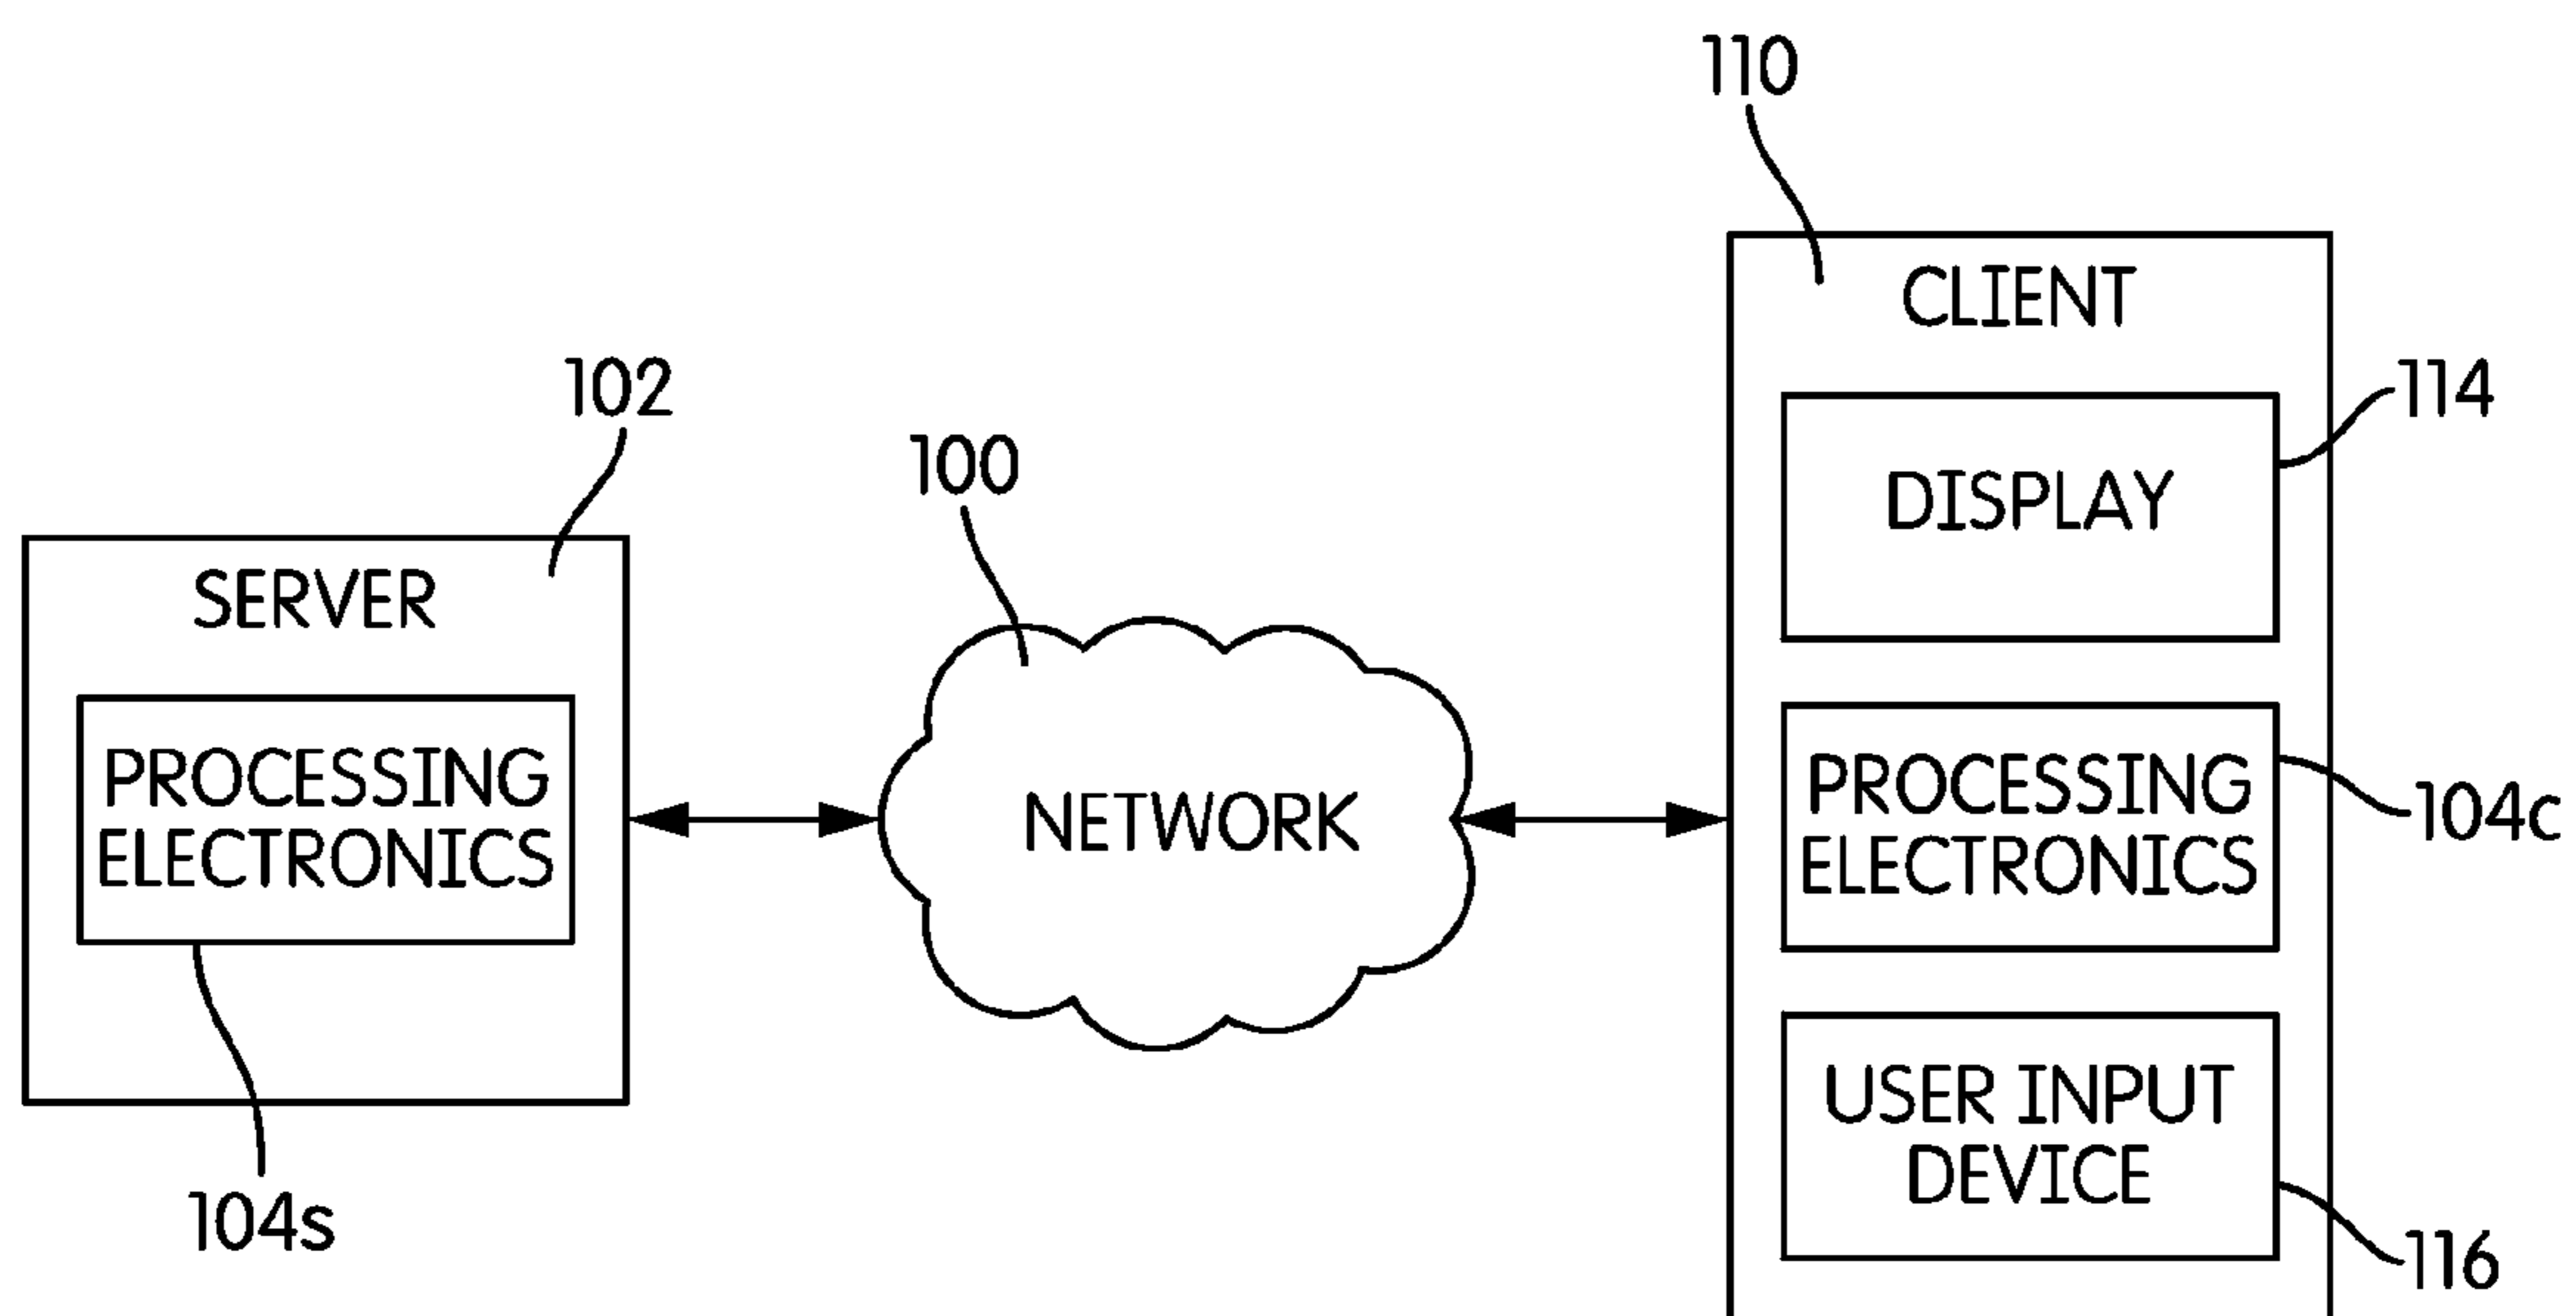 110
CLIENT
114
DISPLAY
102
100
SERVER
PROCESSING
ELECTRONICS
NETWORK
PROCESSING
ELECTRONICS
104c
USER INPUT
DEVICE
104s
116